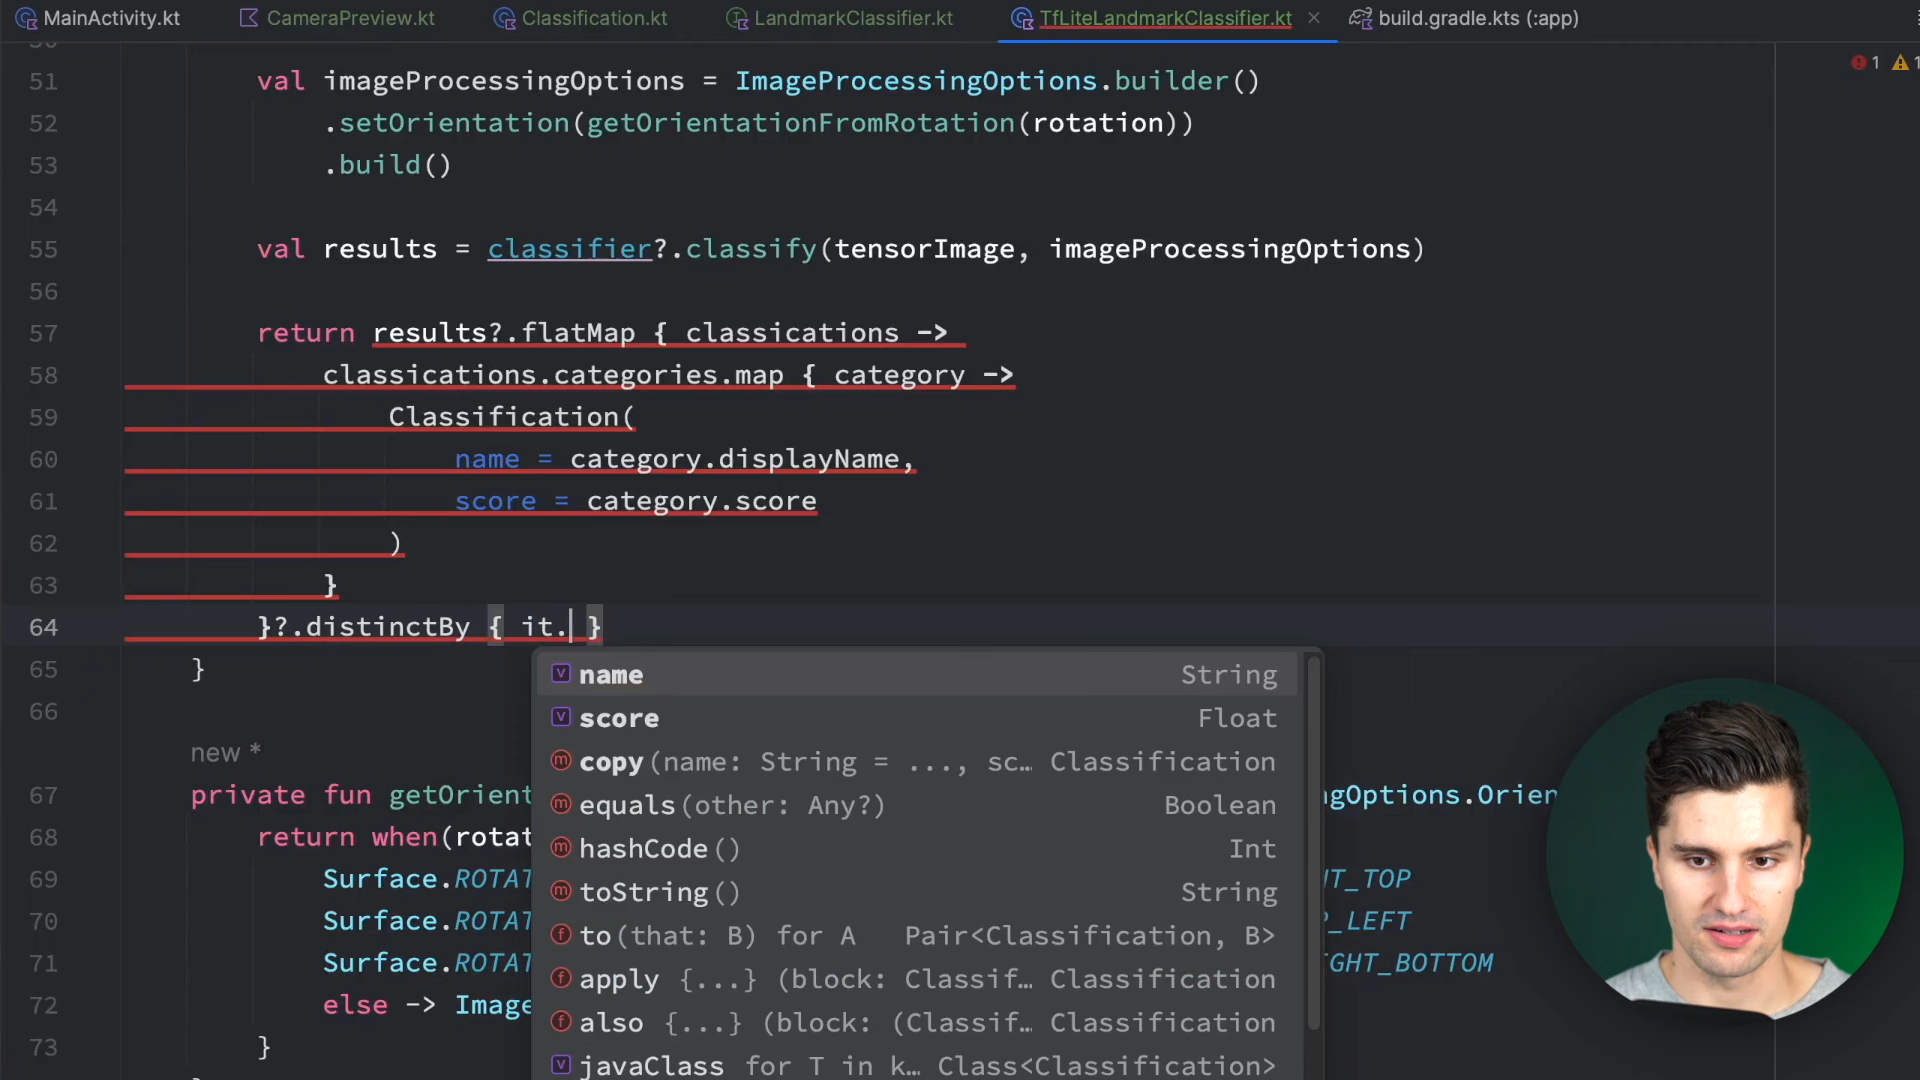 MainActivity.kt
CameraPreview.kt
Classification.kt
LandmarkClassifier.kt
TfLiteLandmarkClassifier.kt
build.gradle.kts (:app)
1
1
51 val imageProcessingOptions = ImageProcessingOptions.builder()
52 .setOrientation(getOrientationFromRotation(rotation))
53 .build()
54
55 val results = classifier?.classify(tensorImage, imageProcessingOptions)
56
57 return results?.flatMap { classications ->
58 classications.categories.map { category ->
59 Classification(
60 name = category.displayName,
61 score = category.score
62 )
63 }
64 }?.distinctBy { it. }
65 }
66
new *
67 private fun getOrient ngOptions.Orien
68 return when(rotat
69 Surface.ROTAT HT_TOP
70 Surface.ROTAT P_LEFT
71 Surface.ROTAT IGHT_BOTTOM
72 else -> Image
73 }
name String
score Float
copy(name: String = ..., sc... Classification
equals(other: Any?) Boolean
hashCode() Int
toString() String
to(that: B) for A Pair<Classification, B>
apply {...} (block: Classif... Classification
also {...} (block: (Classif... Classification
javaClass for T in k... Class<Classification>